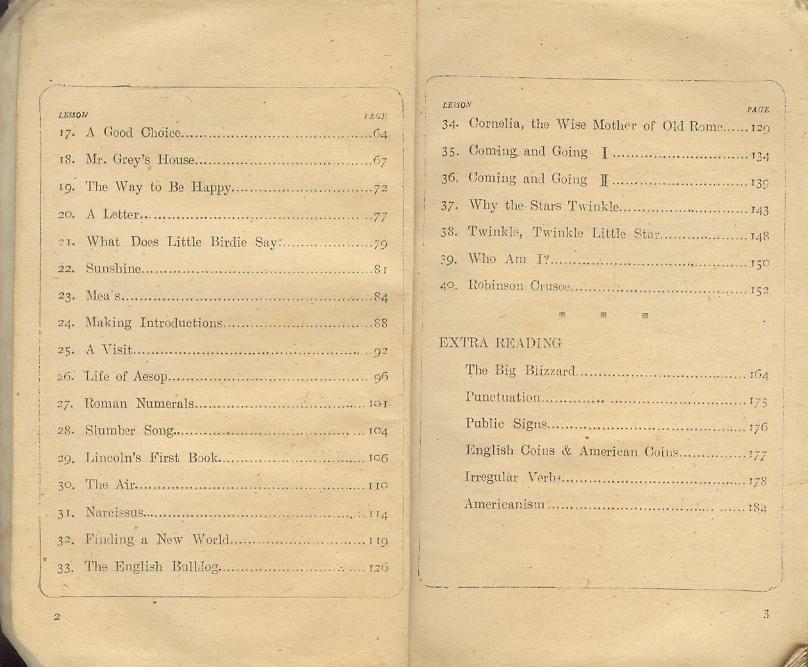 LESSON PAGE
17. A Good Choice 64
18. Mr. Grey's House 67
19. The Way to Be Happy 72
20. A Letter 77
21. What Does Little Birdie Say? 79
22. Sunshine 81
23. Mea s 84
24. Making Introductions 88
25. A Visit 92
26. Life of Aesop 96
27. Roman Numerals 101
28. Slumber Song 104
29. Lincoln's First Book 106
30. The Air 110
31. Narcissus 114
32. Finding a New World 119
33. The English Bulldog 126
2
LESSON PAGE
34. Cornelia, the Wise Mother of Old Rome 129
35. Coming and Going I 134
36. Coming and Going II 139
37. Why the Stars Twinkle 143
38. Twinkle, Twinkle Little Star 148
39. Who Am I? 150
40. Robinson Crusoe 152
EXTRA READING
The Big Blizzard 164
Punctuation 175
Public Signs 176
English Coins & American Coins 177
Irregular Verbs 178
Americanism 184
3